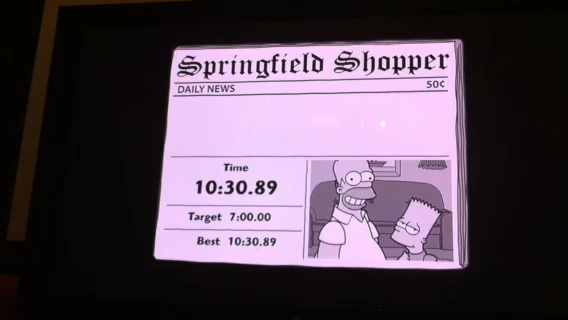 Springfield Shopper
DAILY NEWS 50¢
Time
10:30.89
Target 7:00.00
Best 10:30.89